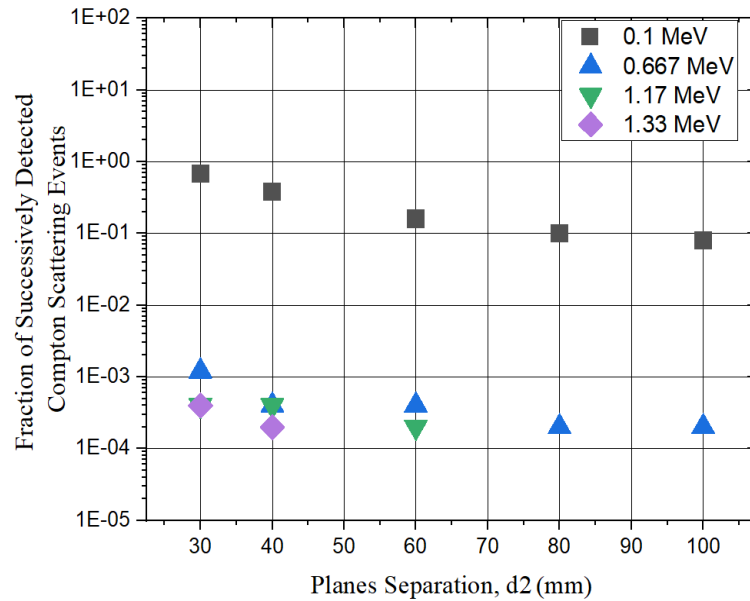 1E+02
1E+01
1E+00
1E-01
1E-02
1E-03
1E-04
1E-05
Fraction of Successively Detected
Compton Scattering Events
0.1 MeV
0.667 MeV
1.17 MeV
1.33 MeV
30 40 50 60 70 80 90 100
Planes Separation, d2 (mm)